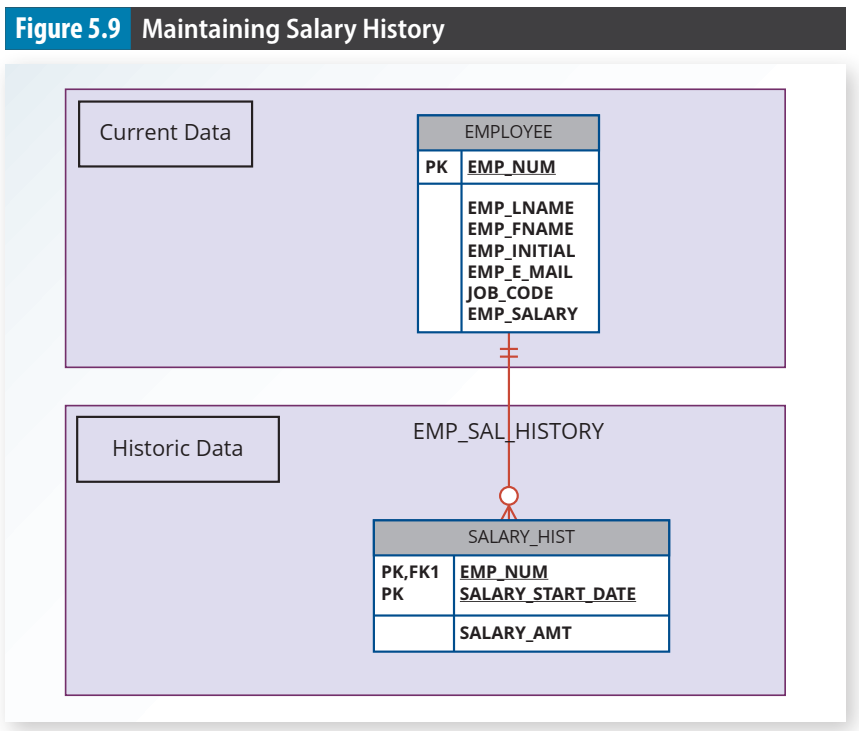 Figure 5.9 Maintaining Salary History
Current Data
EMPLOYEE
PK EMP_NUM
EMP_LNAME
EMP_FNAME
EMP_INITIAL
EMP_E_MAIL
JOB_CODE
EMP_SALARY
Historic Data
EMP_SAL_HISTORY
SALARY_HIST
PK,FK1 EMP_NUM
PK SALARY_START_DATE
SALARY_AMT